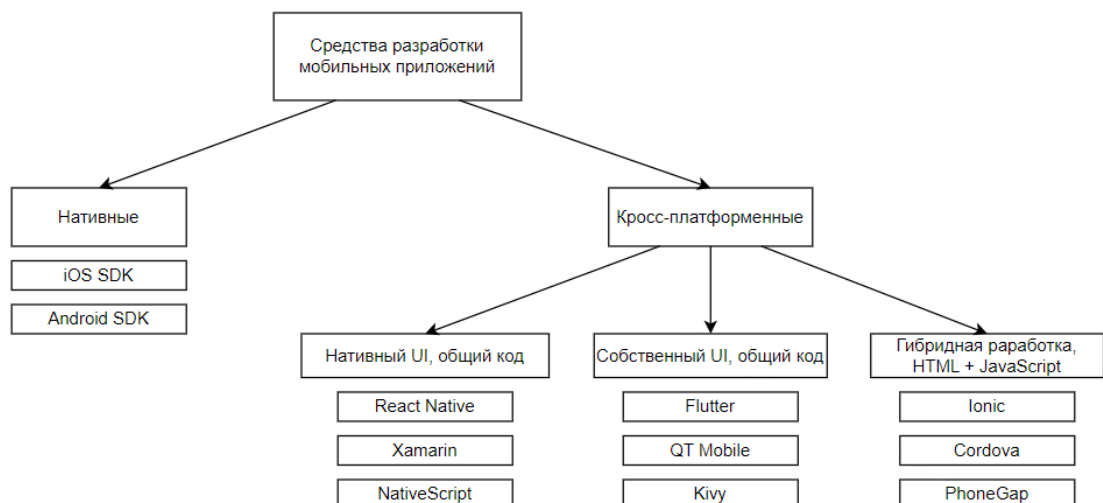 Средства разработки
мобильных приложений
Нативные
Кросс-платформенные
iOS SDK
Android SDK
Нативный UI, общий код
Собственный UI, общий код
Гибридная раработка,
HTML + JavaScript
React Native
Flutter
Ionic
Xamarin
QT Mobile
Cordova
NativeScript
Kivy
PhoneGap